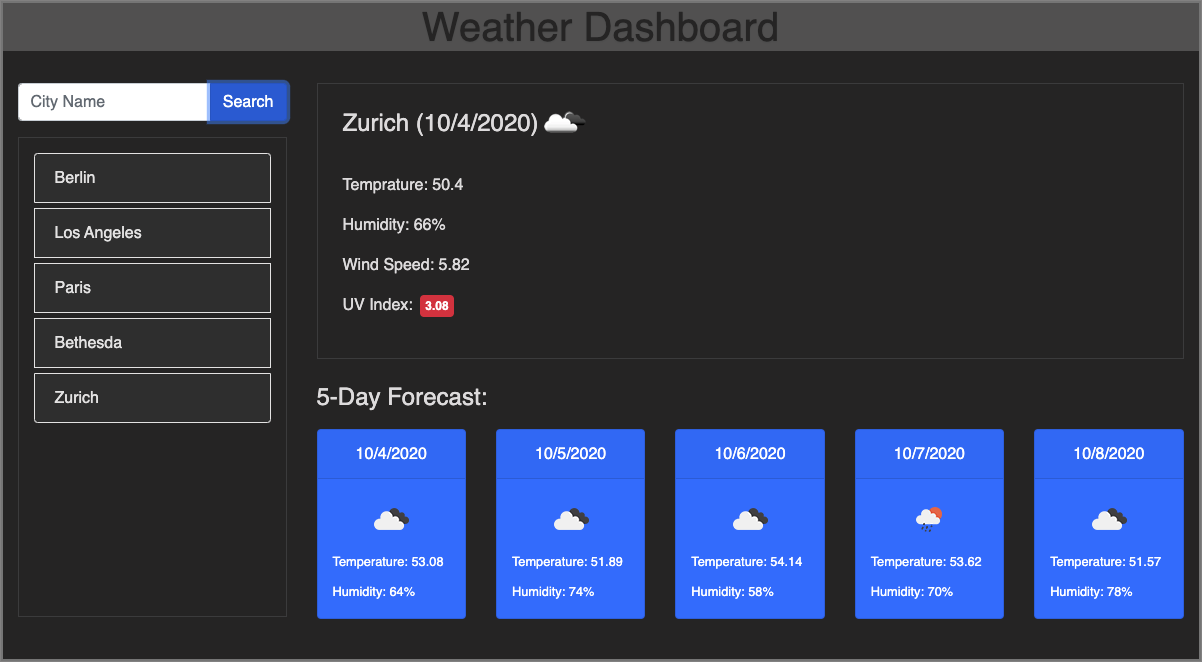 Weather Dashboard
City Name
Search
Berlin
Los Angeles
Paris
Bethesda
Zurich
Zurich (10/4/2020)
Temprature: 50.4
Humidity: 66%
Wind Speed: 5.82
UV Index: 3.08
5-Day Forecast:
10/4/2020
Temperature: 53.08
Humidity: 64%
10/5/2020
Temperature: 51.89
Humidity: 74%
10/6/2020
Temperature: 54.14
Humidity: 58%
10/7/2020
Temperature: 53.62
Humidity: 70%
10/8/2020
Temperature: 51.57
Humidity: 78%